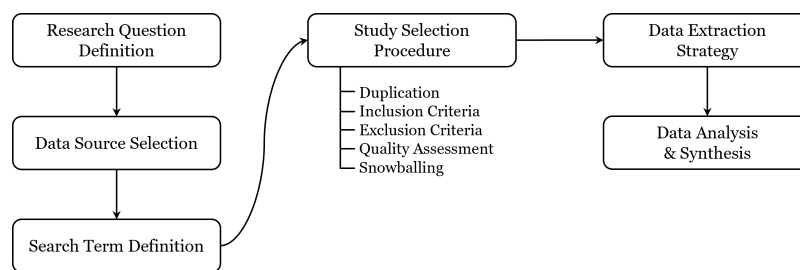 Research Question
Definition
Data Source Selection
Search Term Definition
Study Selection
Procedure
Duplication
Inclusion Criteria
Exclusion Criteria
Quality Assessment
Snowballing
Data Extraction
Strategy
Data Analysis
& Synthesis